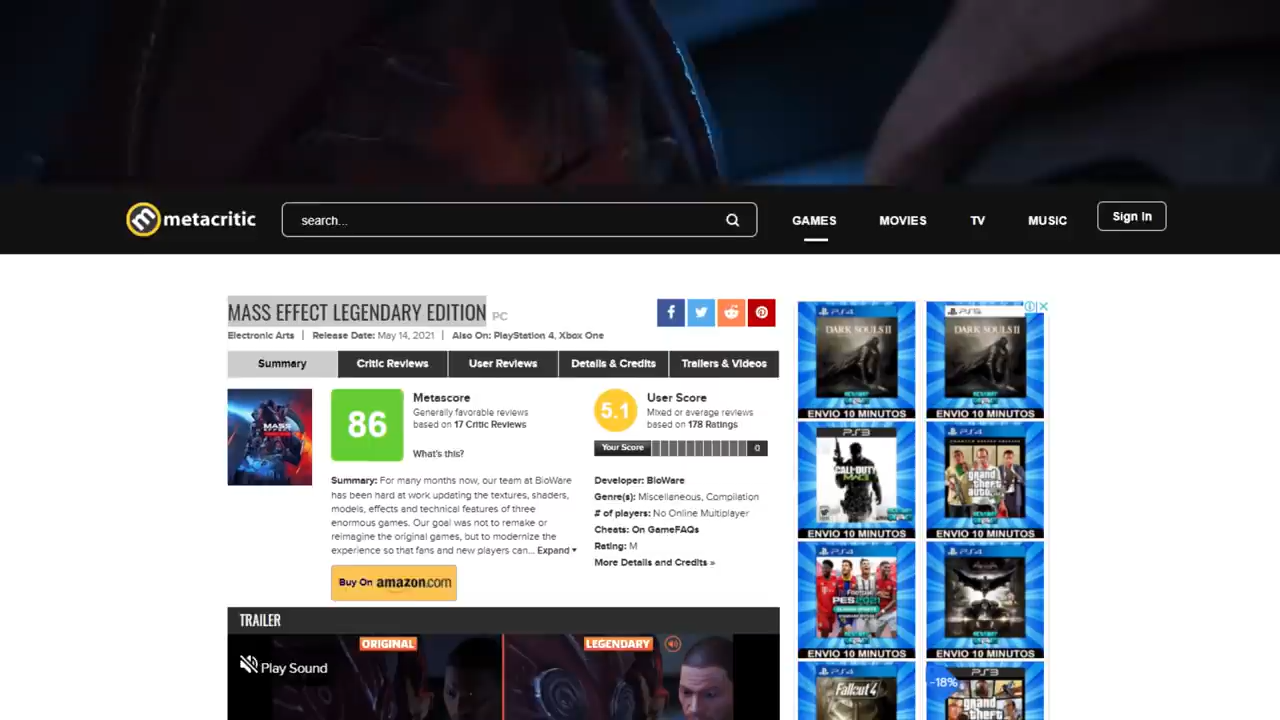 metacritic
search...
GAMES
MOVIES
TV
MUSIC
Sign In
MASS EFFECT LEGENDARY EDITION PC
Electronic Arts | Release Date: May 14, 2021 | Also On: PlayStation 4, Xbox One
Summary
Critic Reviews
User Reviews
Details & Credits
Trailers & Videos
MASS EFFECT
86
Metascore
Generally favorable reviews
based on 17 Critic Reviews
What's this?
5.1
User Score
Mixed or average reviews
based on 178 Ratings
Your Score
0
Summary: For many months now, our team at BioWare
has been hard at work updating the textures, shaders,
models, effects and technical features of three
enormous games. Our goal was not to remake or
reimagine the original games, but to modernize the
experience so that fans and new players can... Expand
Buy On amazon.com
Developer: BioWare
Genre(s): Miscellaneous, Compilation
# of players: No Online Multiplayer
Cheats: On GameFAQs
Rating: M
More Details and Credits »
TRAILER
ORIGINAL
LEGENDARY
Play Sound
PS4
DARK SOULS II
ENVIO 10 MINUTOS
DARK SOULS II
ENVIO 10 MINUTOS
PS3
CALL OF DUTY
MW3
ENVIO 10 MINUTOS
PS4
grand
theft
auto
ENVIO 10 MINUTOS
PS4
PES2021
ENVIO 10 MINUTOS
PS4
ENVIO 10 MINUTOS
PS4
Fallout 4
-18%
PS3
grand